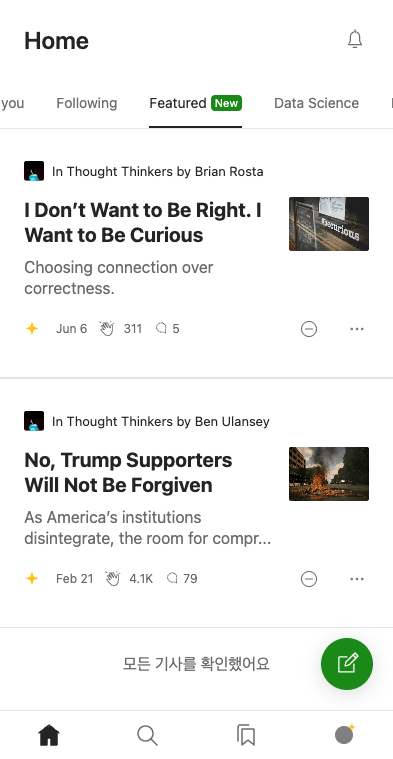 Home
you Following Featured New Data Science
In Thought Thinkers by Brian Rosta
I Don’t Want to Be Right. I
Want to Be Curious
Choosing connection over
correctness.
Jun 6 311 5
In Thought Thinkers by Ben Ulansey
No, Trump Supporters
Will Not Be Forgiven
As America’s institutions
disintegrate, the room for compr...
Feb 21 4.1K 79
모든 기사를 확인했어요